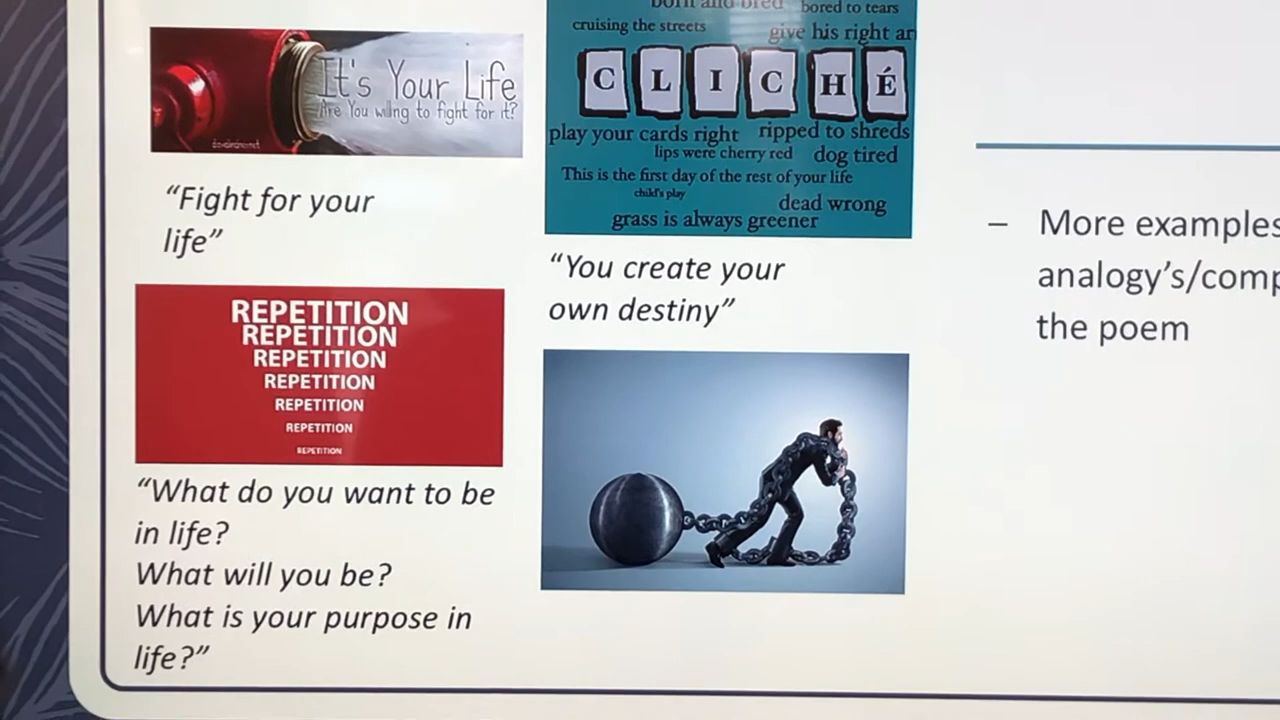 It's Your Life
Are You willing to fight for it?
"Fight for your
life"
REPETITION
REPETITION
REPETITION
REPETITION
REPETITION
REPETITION
REPETITION
"What do you want to be
in life?
What will you be?
What is your purpose in
life?"
born and bred
bored to tears
cruising the streets
give his right ar
CLICHÉ
play your cards right
ripped to shreds
lips were cherry red
dog tired
This is the first day of the rest of your life
child's play
dead wrong
grass is always greener
"You create your
own destiny"
– More examples
analogy's/comp
the poem